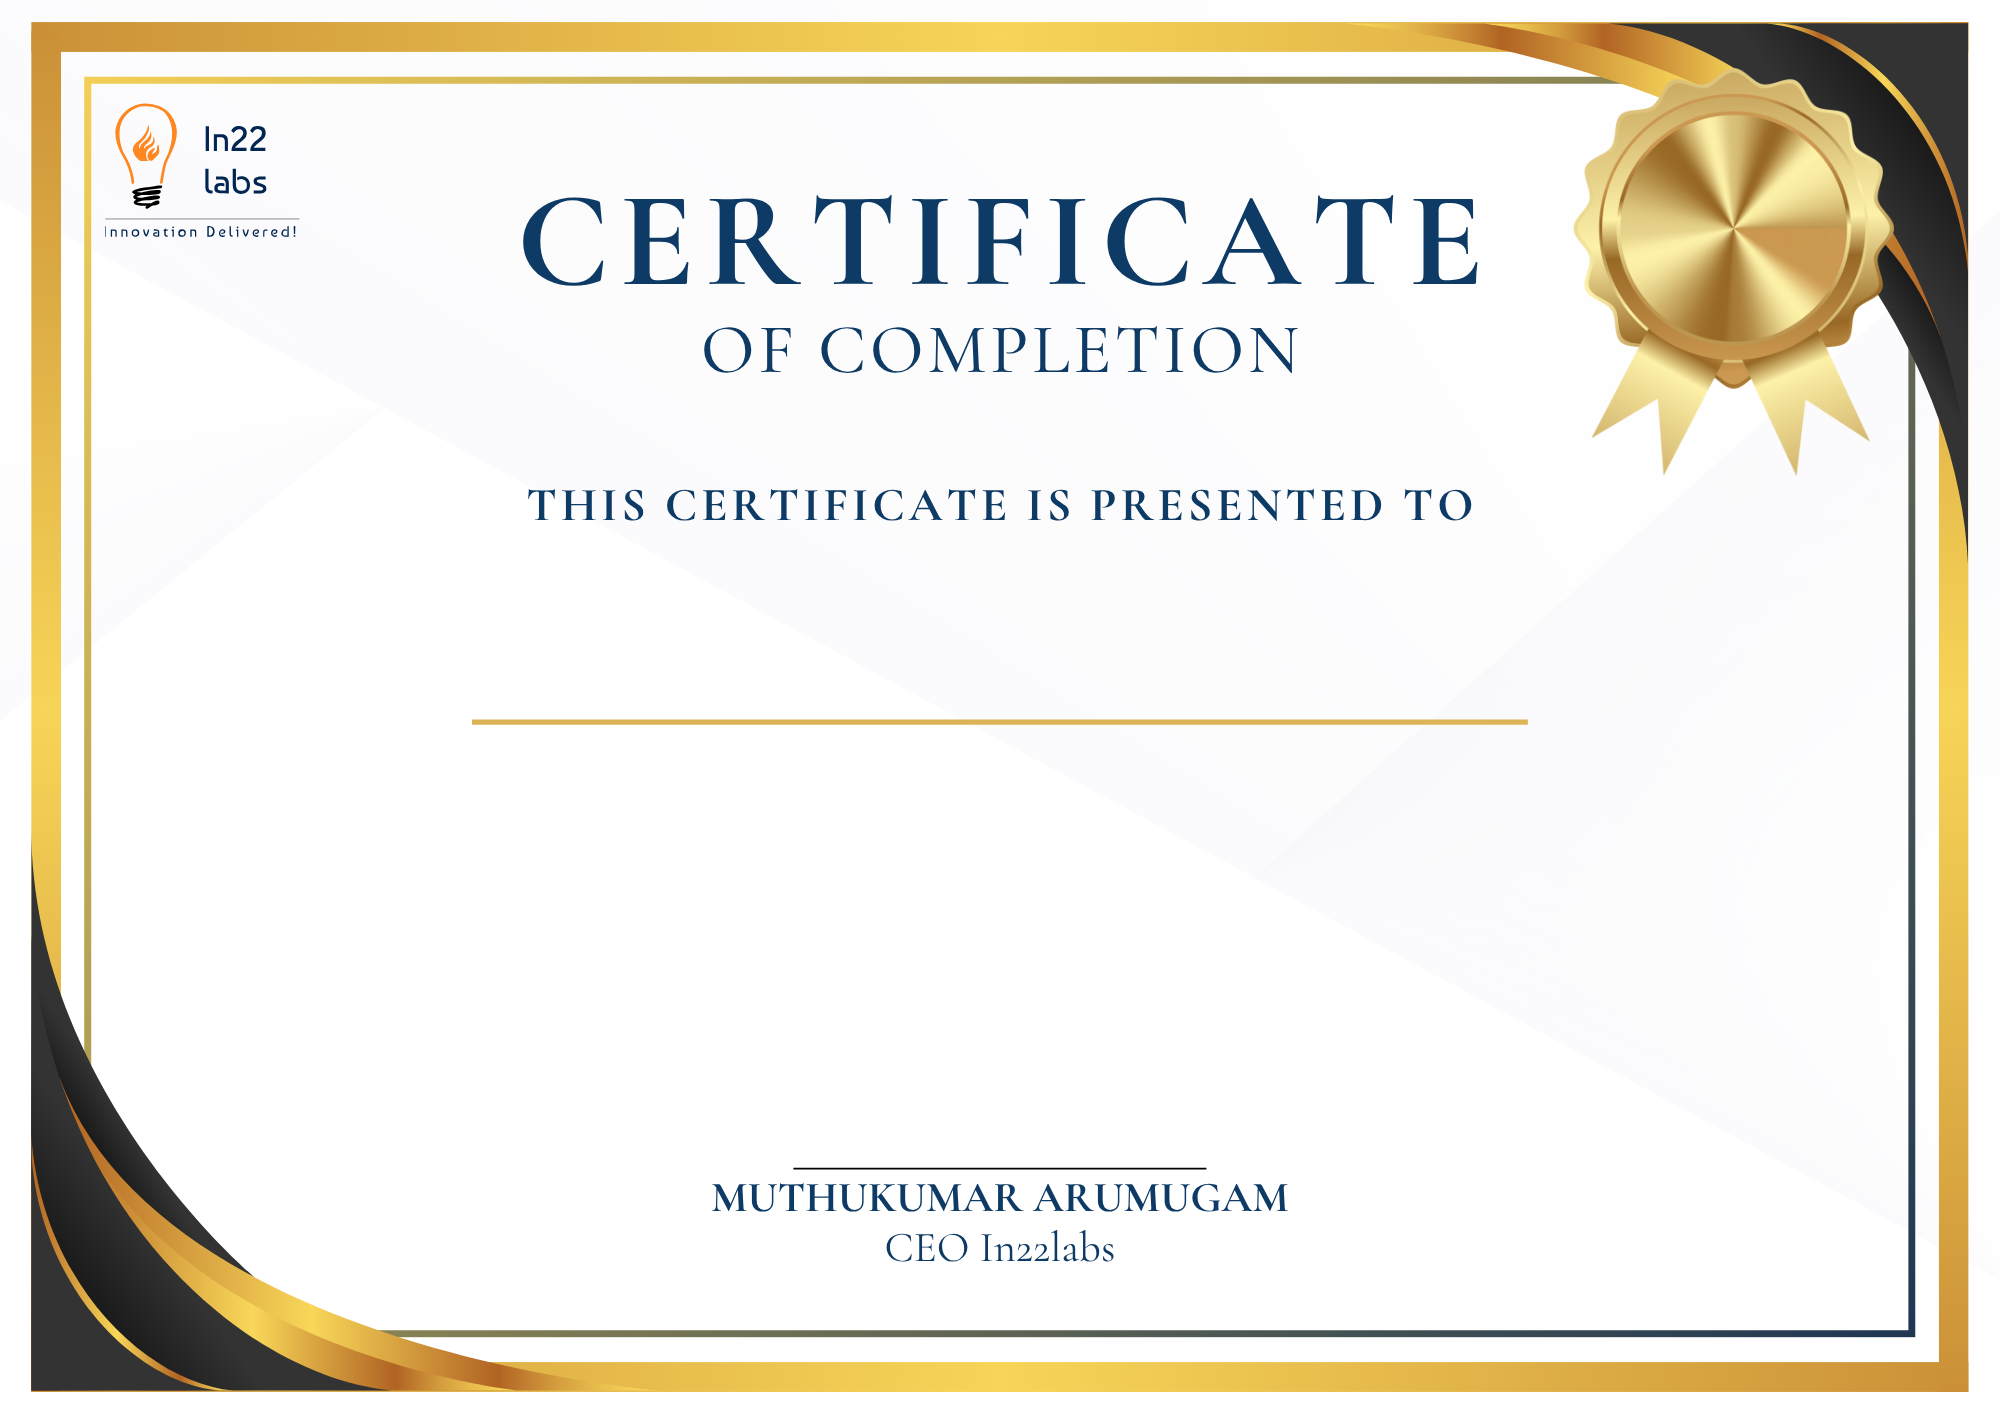 In22
labs
Innovation Delivered!
CERTIFICATE
OF COMPLETION
THIS CERTIFICATE IS PRESENTED TO
MUTHUKUMAR ARUMUGAM
CEO In22labs